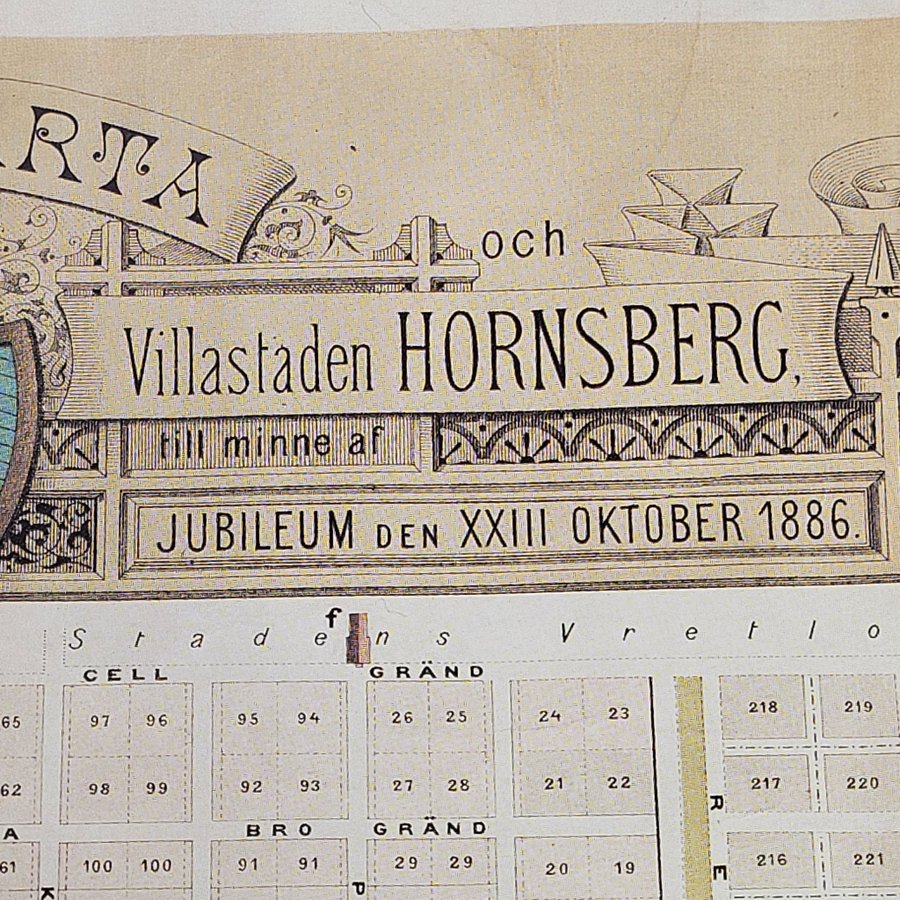 ARTA
och
Villastaden HORNSBERG,
till minne af
JUBILEUM DEN XXIII OKTOBER 1886.
f
Stadens Vretlo
CELL GRÄND
65 97 96 95 94 26 25 24 23 218 219
62 98 99 92 93 27 28 21 22 217 220
R
A BRO GRÄND
61 100 100 91 91 29 29 20 19 216 221
K P E